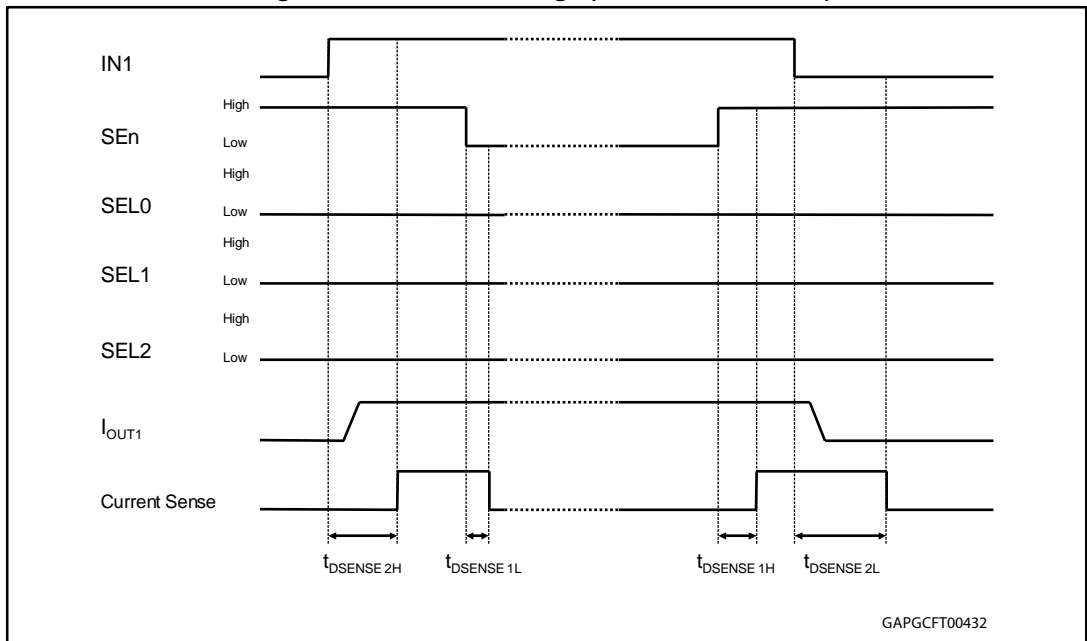 IN1
High
SEn
Low
High
SEL0
Low
High
SEL1
Low
High
SEL2
Low
IOUT1
Current Sense
tDSENSE 2H
tDSENSE 1L
tDSENSE 1H
tDSENSE 2L
GAPGCFT00432